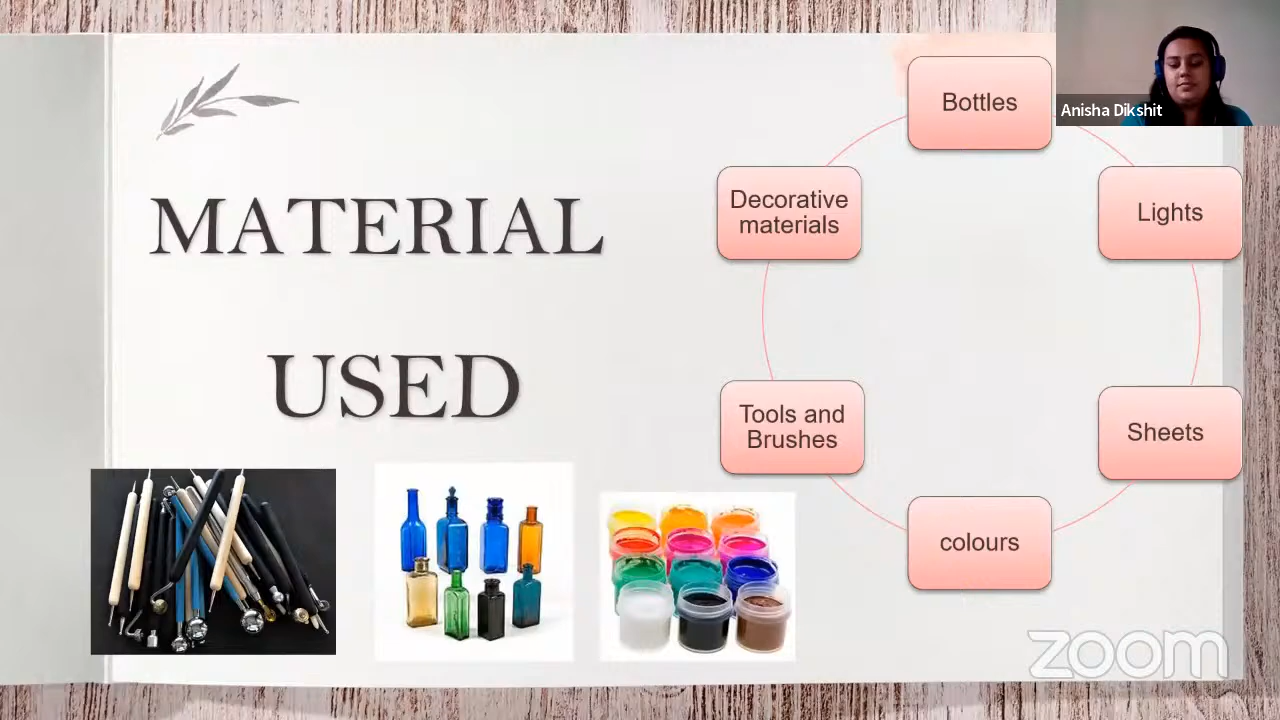 MATERIAL
USED
Bottles
Lights
Sheets
colours
Tools and
Brushes
Decorative
materials
Anisha Dikshit
zoom